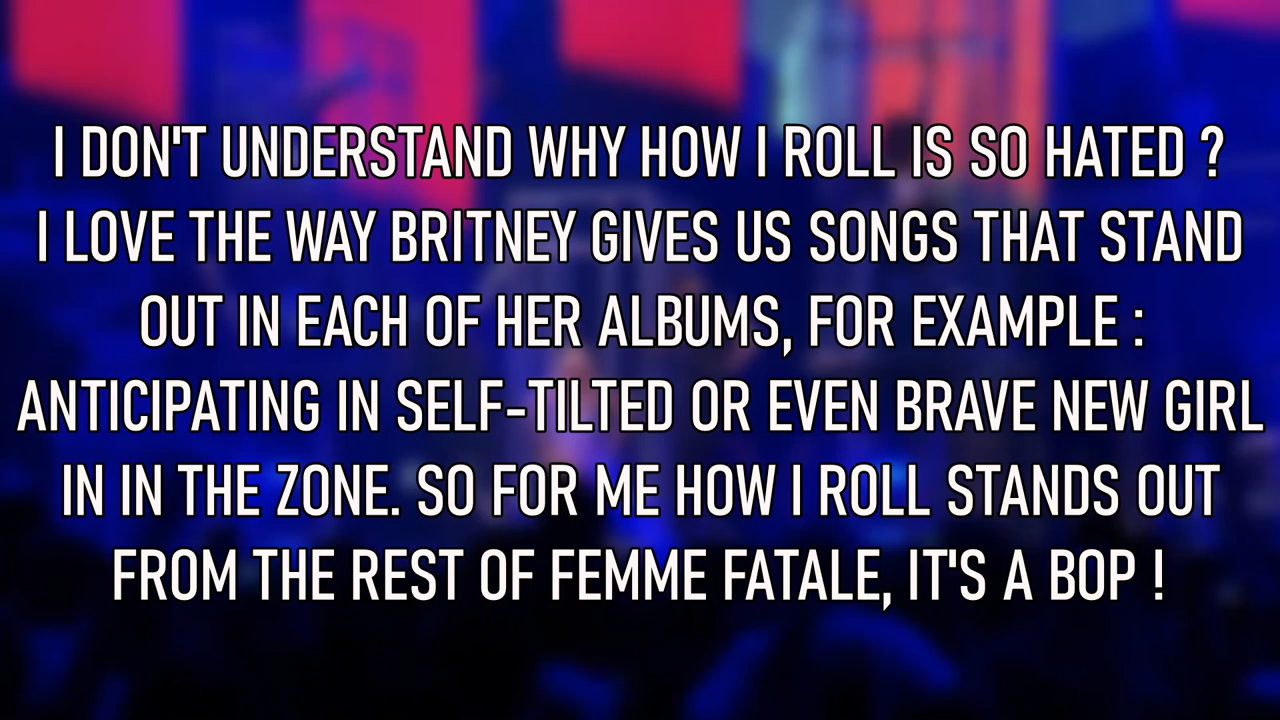 I DON'T UNDERSTAND WHY HOW I ROLL IS SO HATED ?
I LOVE THE WAY BRITNEY GIVES US SONGS THAT STAND
OUT IN EACH OF HER ALBUMS, FOR EXAMPLE :
ANTICIPATING IN SELF-TILTED OR EVEN BRAVE NEW GIRL
IN IN THE ZONE. SO FOR ME HOW I ROLL STANDS OUT
FROM THE REST OF FEMME FATALE, IT'S A BOP !